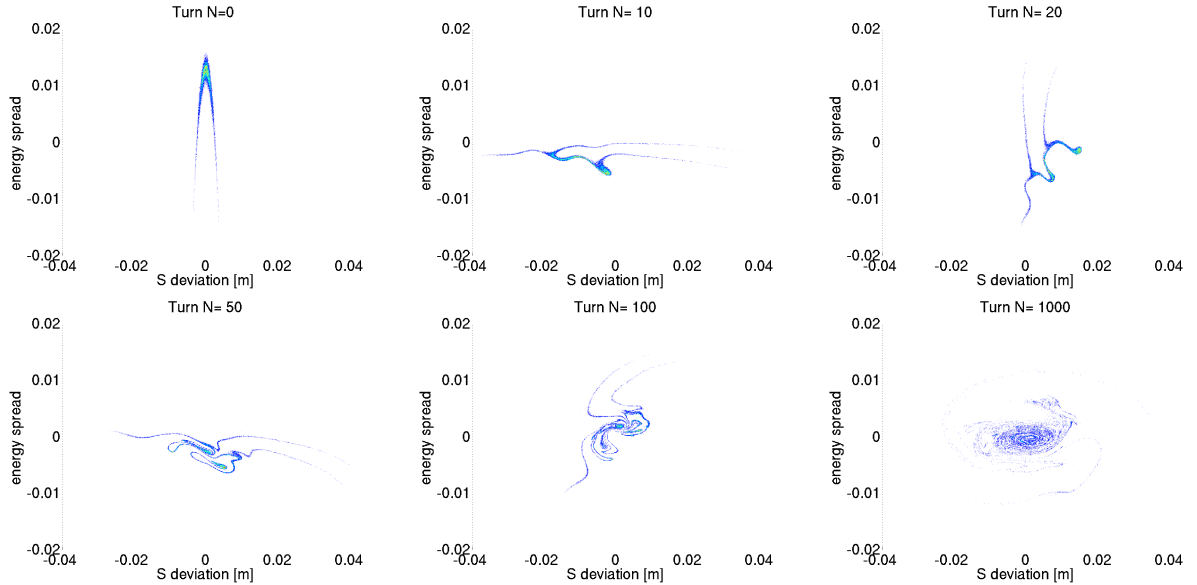 Turn N=0
0.02
0.01
0
-0.01
-0.02
energy spread
-0.04 -0.02 0 0.02 0.04
S deviation [m]
Turn N= 10
0.02
0.01
0
-0.01
-0.02
energy spread
-0.04 -0.02 0 0.02 0.04
S deviation [m]
Turn N= 20
0.02
0.01
0
-0.01
-0.02
energy spread
-0.04 -0.02 0 0.02 0.04
S deviation [m]
Turn N= 50
0.02
0.01
0
-0.01
-0.02
energy spread
-0.04 -0.02 0 0.02 0.04
S deviation [m]
Turn N= 100
0.02
0.01
0
-0.01
-0.02
energy spread
-0.04 -0.02 0 0.02 0.04
S deviation [m]
Turn N= 1000
0.02
0.01
0
-0.01
-0.02
energy spread
-0.04 -0.02 0 0.02 0.04
S deviation [m]